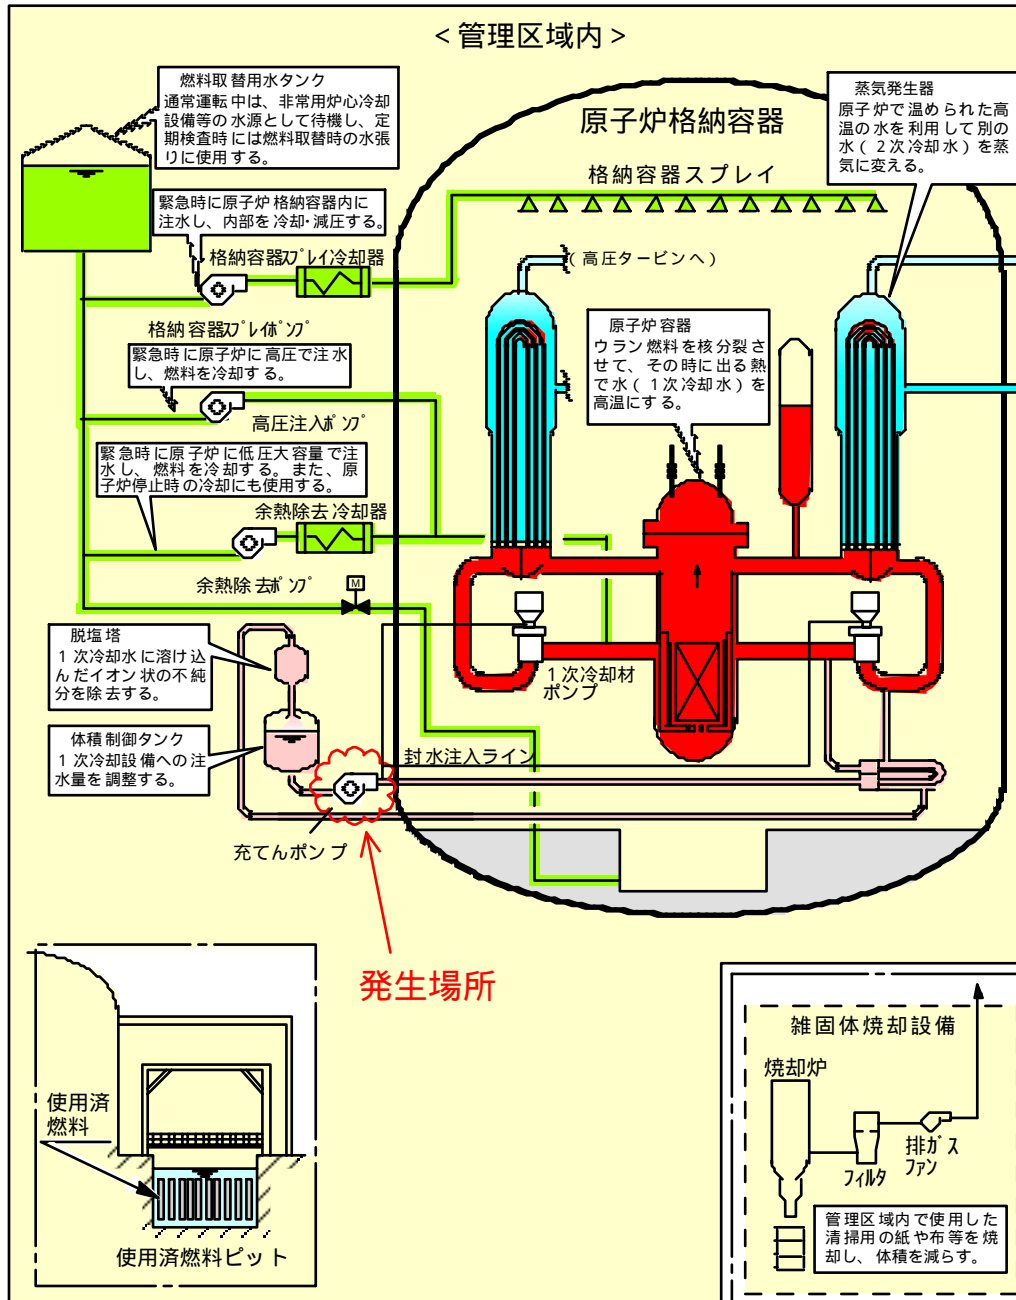 ＜管理区域内＞
燃料取替用水タンク
通常運転中は、非常用炉心冷却
設備等の水源として待機し、定
期検査時には燃料取替時の水張
りに使用する。
蒸気発生器
原子炉で温められた高
温の水を利用して別の
水（２次冷却水）を蒸
気に変える。
原子炉格納容器
格納容器スプレイ
緊急時に原子炉格納容器内に
注水し、内部を冷却・減圧する。
格納容器ｽﾌﾟﾚｲ冷却器
（高圧タービンへ）
格納容器ｽﾌﾟﾚｲﾎﾟﾝﾌﾟ
原子炉容器
ウラン燃料を核分裂さ
せて、その時に出る熱
で水（１次冷却水）を
高温にする。
緊急時に原子炉に高圧で注水
し、燃料を冷却する。
高圧注入ﾎﾟﾝﾌﾟ
緊急時に原子炉に低圧大容量で注
水し、燃料を冷却する。また、原
子炉停止時の冷却にも使用する。
余熱除去冷却器
余熱除去ﾎﾟﾝﾌﾟ
M
脱塩塔
１次冷却水に溶け込
んだイオン状の不純
分を除去する。
１次冷却材
ポンプ
体積制御タンク
１次冷却設備への注
水量を調整する。
封水注入ライン
充てんポンプ
発生場所
使用済
燃料
使用済燃料ピット
雑固体焼却設備
焼却炉
排ｶﾞｽ
ﾌｧﾝ
ﾌｨﾙﾀ
管理区域内で使用した
清掃用の紙や布等を焼
却し、体積を減らす。